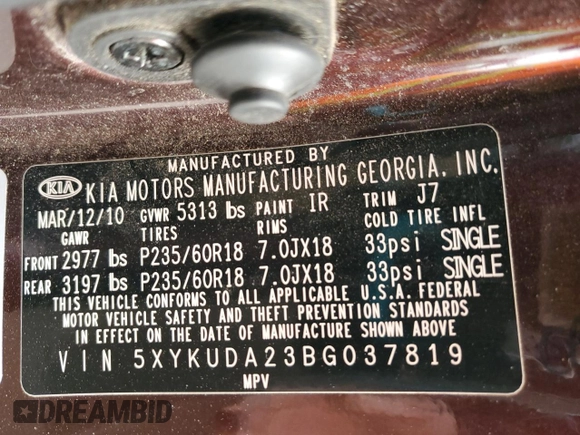 MANUFACTURED BY
KIA KIA MOTORS MANUFACTURING GEORGIA, INC.
MAR/12/10 GVWR 5313 lbs PAINT IR TRIM J7
GAWR TIRES RIMS COLD TIRE INFL
FRONT 2977 lbs P235/60R18 7.0JX18 33psi SINGLE
REAR 3197 lbs P235/60R18 7.0JX18 33psi SINGLE
THIS VEHICLE CONFORMS TO ALL APPLICABLE U.S.A. FEDERAL
MOTOR VEHICLE SAFETY AND THEFT PREVENTION STANDARDS
IN EFFECT ON THE DATE OF MANUFACTURE SHOWN ABOVE
VIN 5XYKUDA23BG037819
MPV
DREAMBID